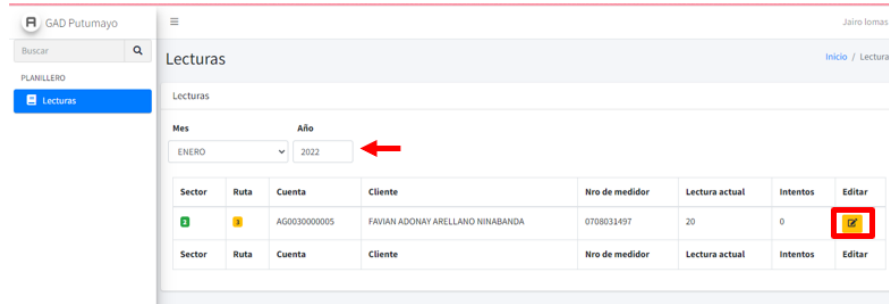 GAD Putumayo
Jairo lomas
Buscar
Lecturas
Inicio / Lectura
PLANILLERO
Lecturas
Lecturas
Mes Año
ENERO 2022
Sector Ruta Cuenta Cliente Nro de medidor Lectura actual Intentos Editar
AG0030000005 FAVIAN ADONAY ARELLANO NINABANDA 0708031497 20 0
Sector Ruta Cuenta Cliente Nro de medidor Lectura actual Intentos Editar